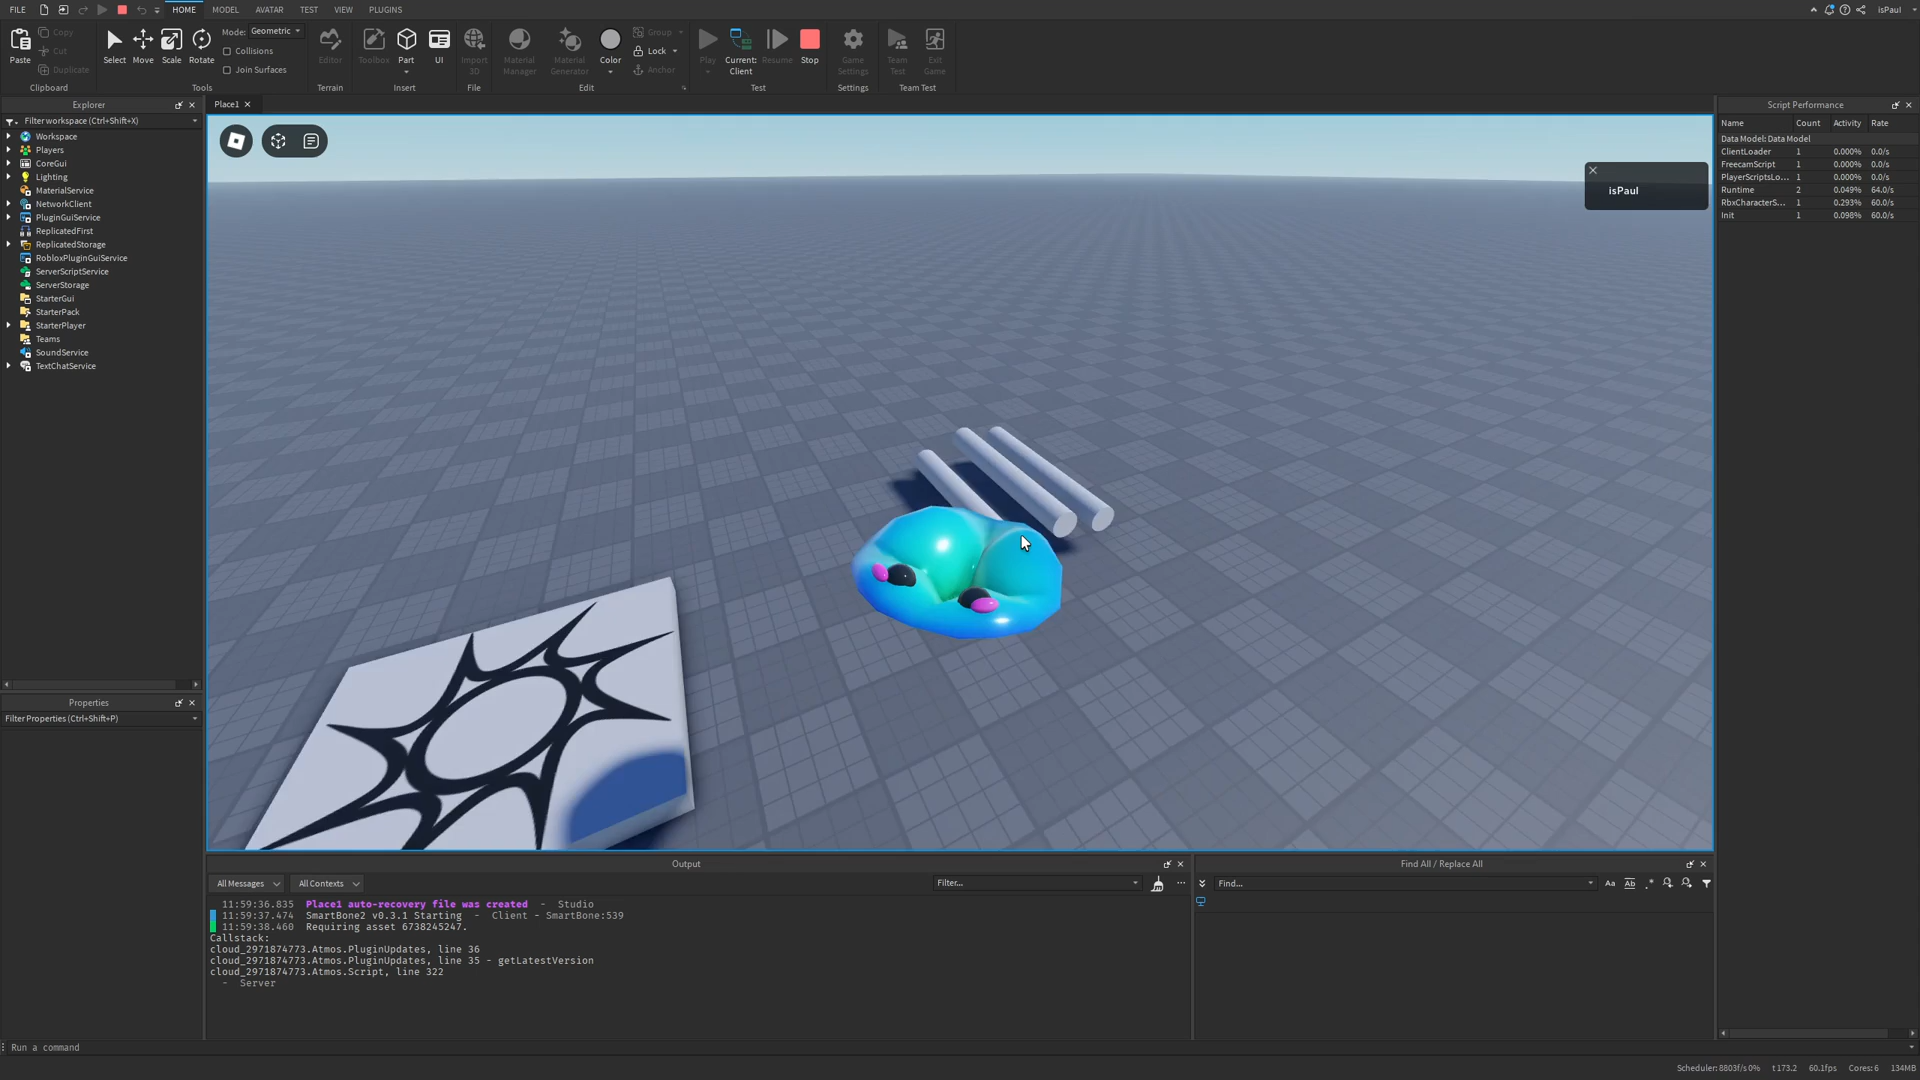 FILE HOME MODEL AVATAR TEST VIEW PLUGINS isPaul
Paste Copy Cut Duplicate
Clipboard
Select Move Scale Rotate
Mode: Geometric
Collisions
Join Surfaces
Tools
Editor
Terrain
Toolbox Part UI
Insert
Import 3D
File
Material Manager Material Generator Color
Group
Lock
Anchor
Edit
Play Current: Client Resume Stop
Test
Game Settings
Settings
Team Test Exit Game
Team Test
Explorer
Filter workspace (Ctrl+Shift+X)
Workspace
Players
CoreGui
Lighting
MaterialService
NetworkClient
PluginGuiService
ReplicatedFirst
ReplicatedStorage
RobloxPluginGuiService
ServerScriptService
ServerStorage
StarterGui
StarterPack
StarterPlayer
Teams
SoundService
TextChatService
Properties
Filter Properties (Ctrl+Shift+P)
Place1
isPaul
Script Performance
Name Count Activity Rate
Data Model: Data Model
ClientLoader 1 0.000% 0.0/s
FreecamScript 1 0.000% 0.0/s
PlayerScriptsLo... 1 0.000% 0.0/s
Runtime 2 0.049% 64.0/s
RbxCharacterS... 1 0.293% 60.0/s
Init 1 0.098% 60.0/s
Output
All Messages All Contexts Filter...
11:59:36.835 Place1 auto-recovery file was created - Studio
11:59:37.474 SmartBone2 v0.3.1 Starting - Client - SmartBone:539
11:59:38.460 Requiring asset 6738245247.
Callstack:
cloud_2971874773.Atmos.PluginUpdates, line 36
cloud_2971874773.Atmos.PluginUpdates, line 35 - getLatestVersion
cloud_2971874773.Atmos.Script, line 322
- Server
Find All / Replace All
Find...
Aa Ab .*
Run a command
Scheduler: 8803f/s 0% t 173.2 60.1fps Cores: 6 134MB